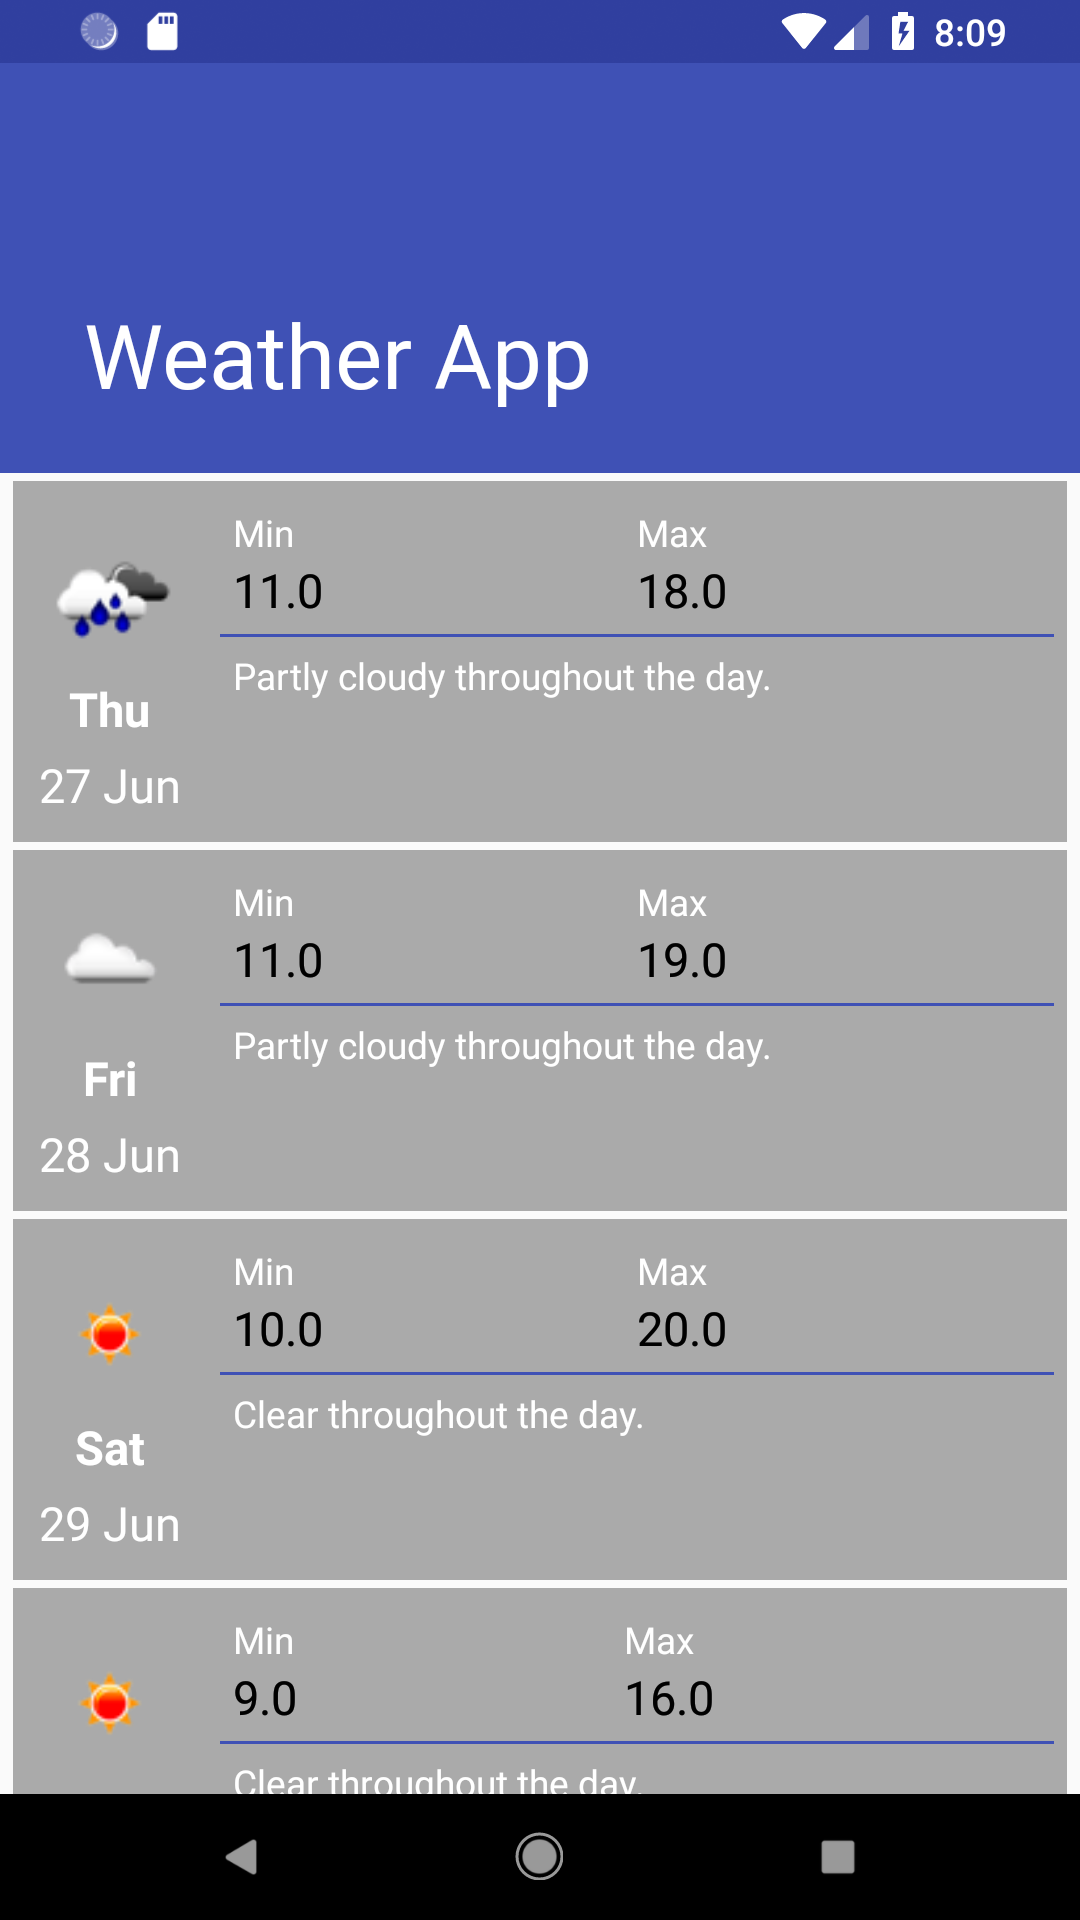 8:09
Weather App
Min Max
11.0 18.0
Partly cloudy throughout the day.
Thu
27 Jun
Min Max
11.0 19.0
Partly cloudy throughout the day.
Fri
28 Jun
Min Max
10.0 20.0
Clear throughout the day.
Sat
29 Jun
Min Max
9.0 16.0
Clear throughout the day.